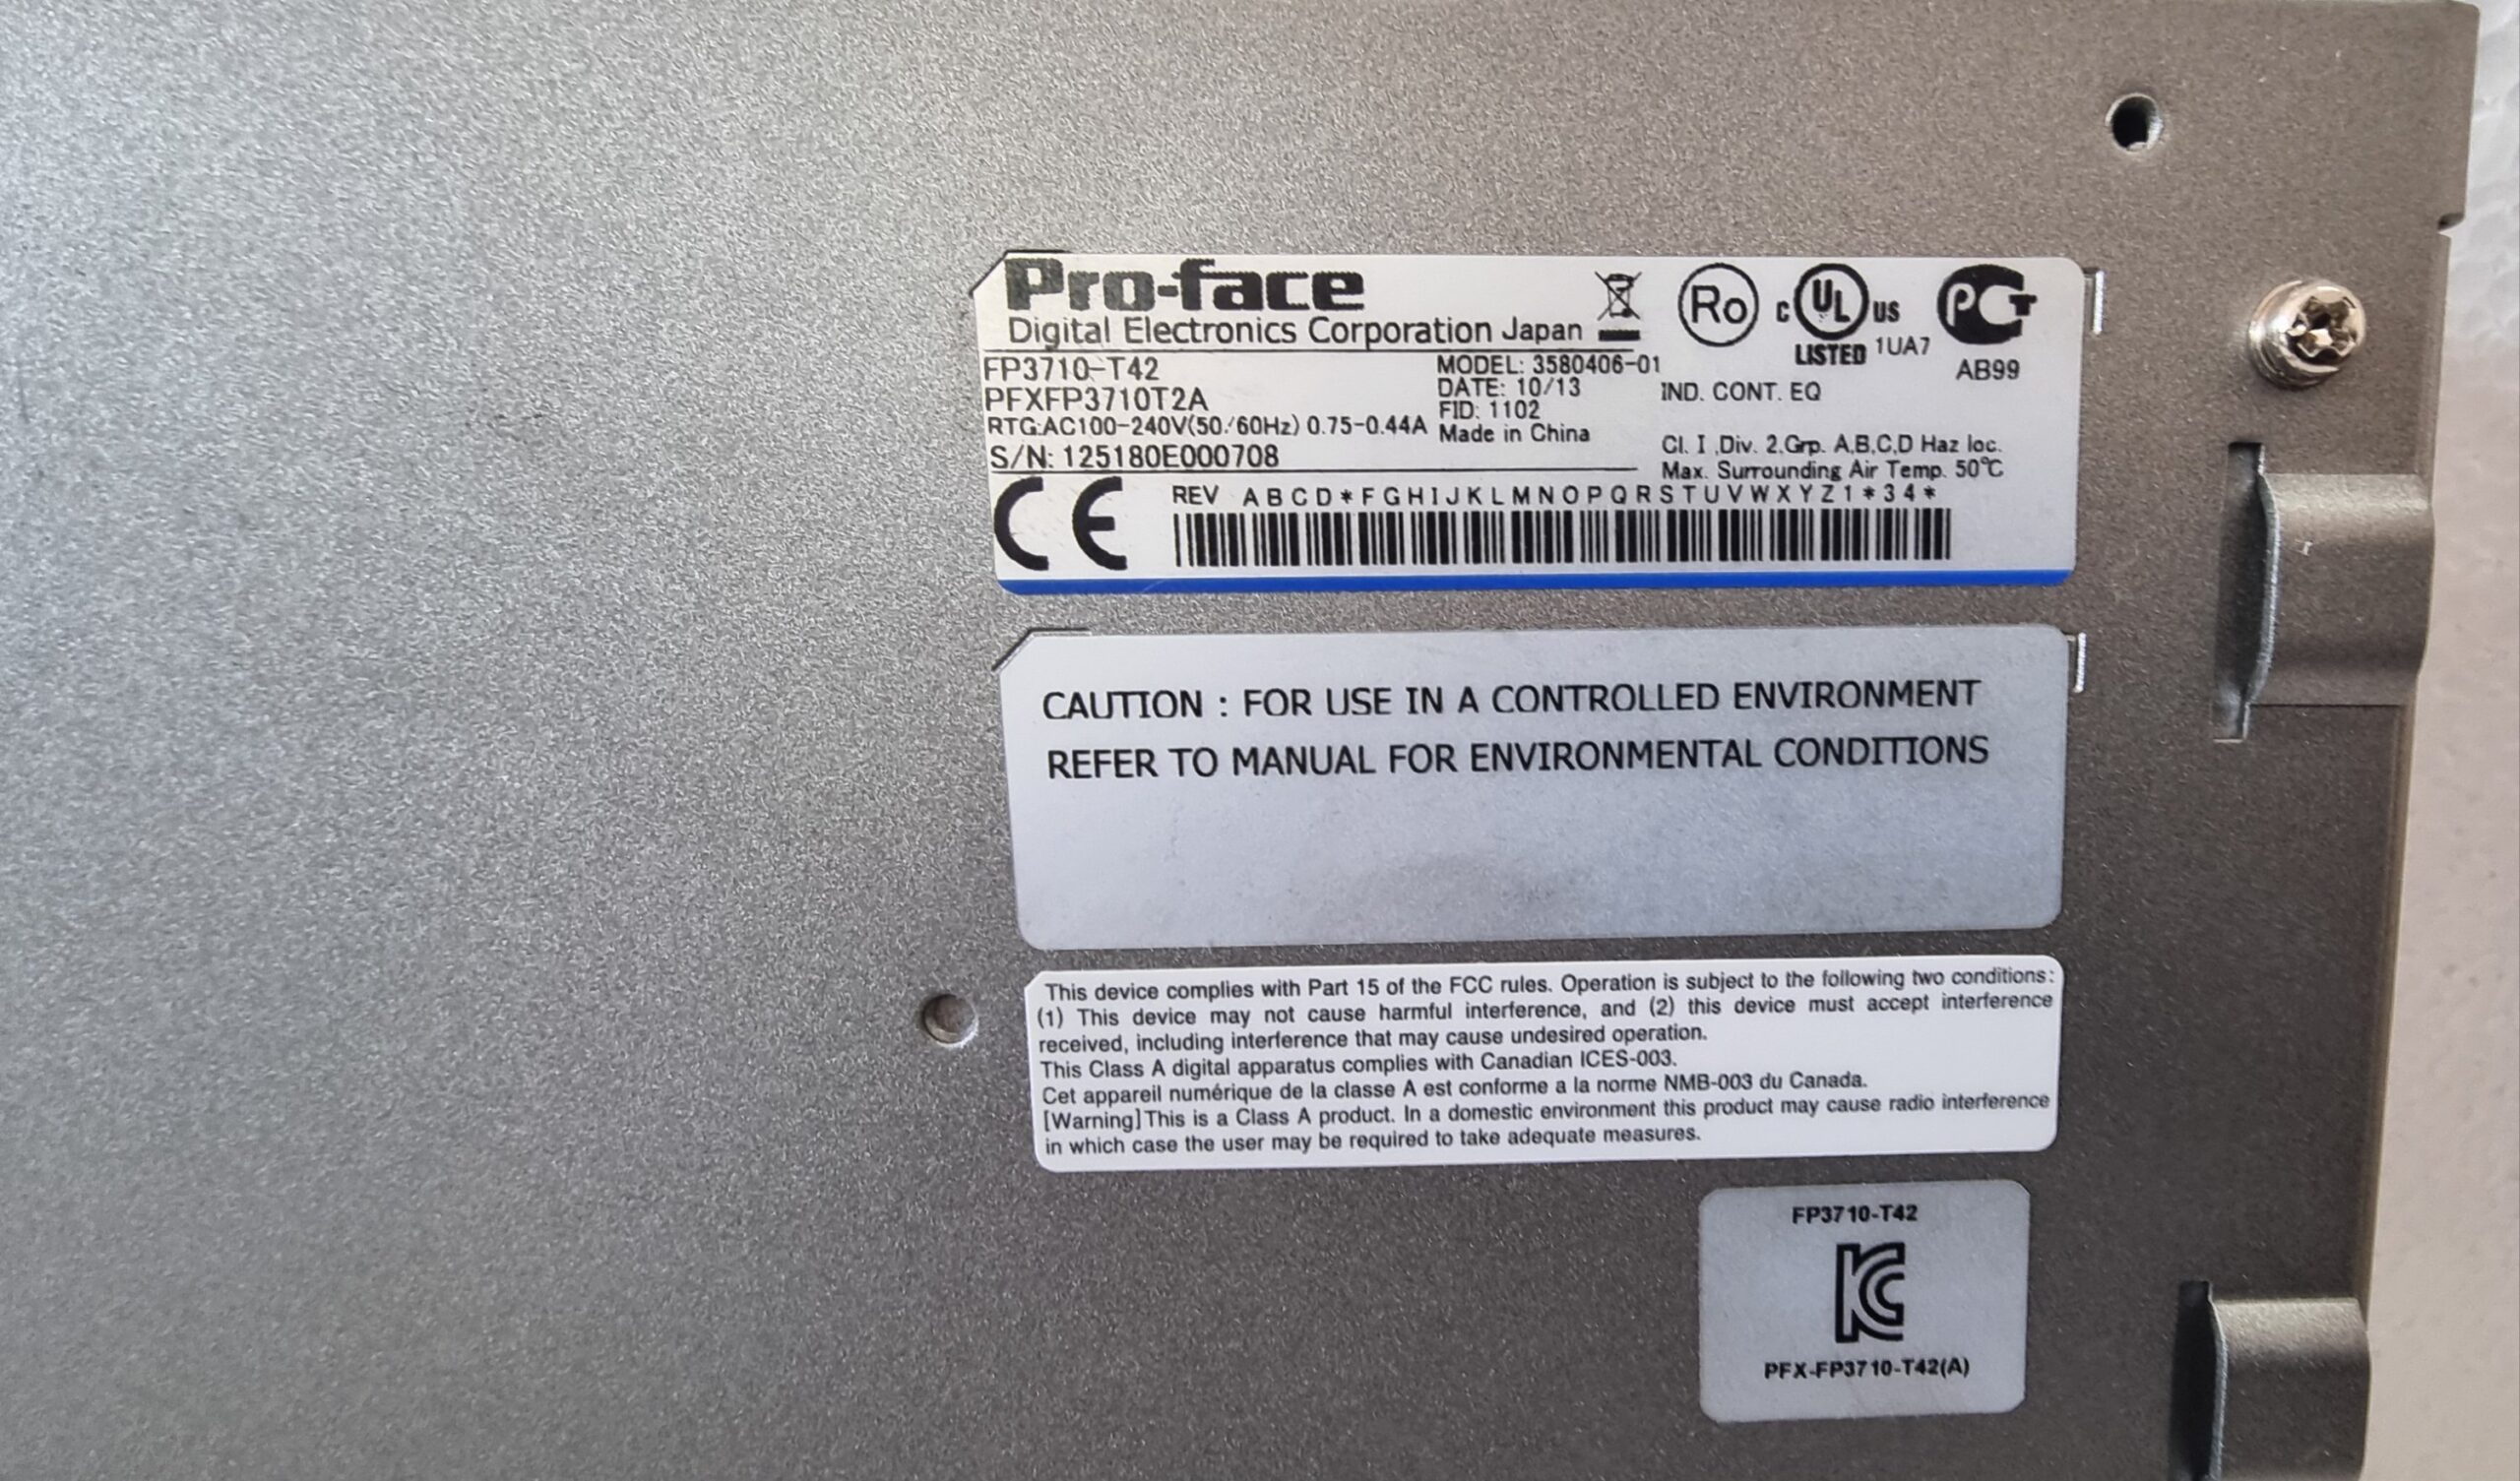 Pro-face
Digital Electronics Corporation Japan
FP3710-T42
PFXFP3710T2A
RTG:AC100-240V(50/60Hz) 0.75-0.44A
S/N: 125180E000708
MODEL: 3580406-01
DATE: 10/13
FID: 1102
Made in China
Ro
C UL US
LISTED 1UA7
PCT
AB99
IND. CONT. EQ
Cl. I ,Div. 2,Grp. A,B,C,D Haz loc.
Max. Surrounding Air Temp. 50℃
CE
REV A B C D * F G H I J K L M N O P Q R S T U V W X Y Z 1 * 3 4 *
CAUTION : FOR USE IN A CONTROLLED ENVIRONMENT
REFER TO MANUAL FOR ENVIRONMENTAL CONDITIONS
This device complies with Part 15 of the FCC rules. Operation is subject to the following two conditions:
(1) This device may not cause harmful interference, and (2) this device must accept interference
received, including interference that may cause undesired operation.
This Class A digital apparatus complies with Canadian ICES-003.
Cet appareil numérique de la classe A est conforme a la norme NMB-003 du Canada.
[Warning]This is a Class A product. In a domestic environment this product may cause radio interference
in which case the user may be required to take adequate measures.
FP3710-T42
KC
PFX-FP3710-T42(A)